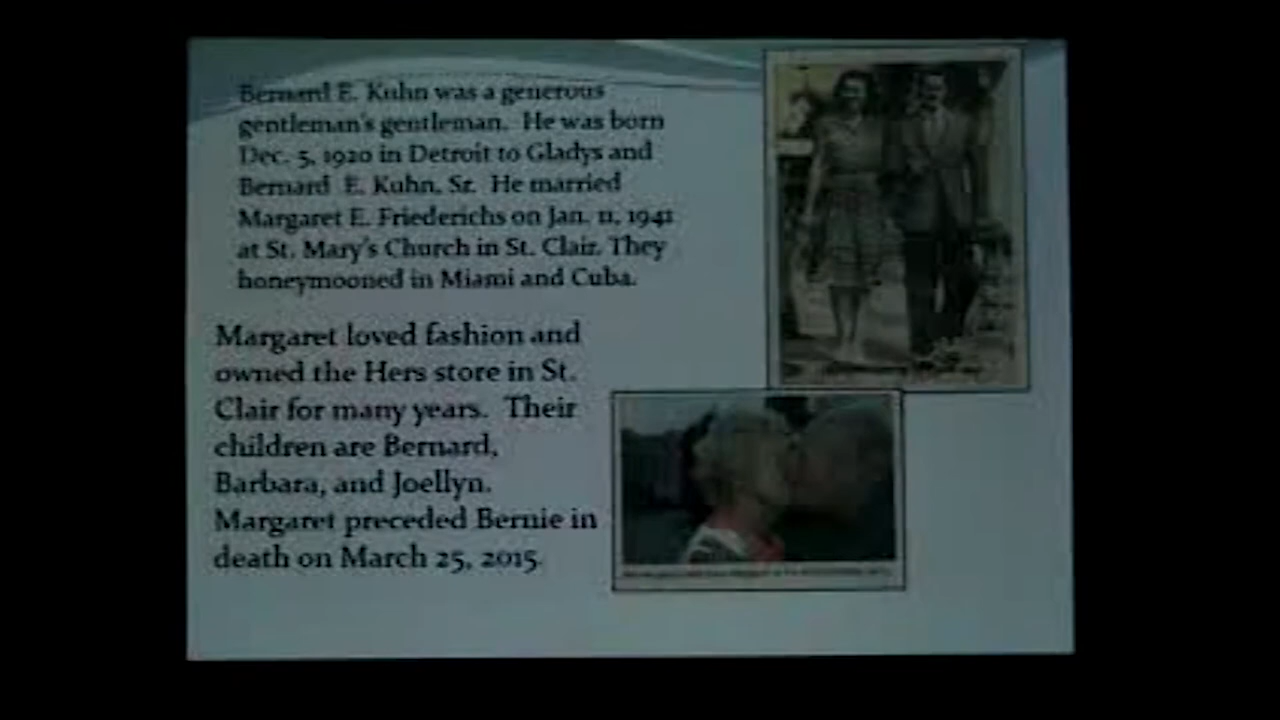 Bernard E. Kuhn was a generous
gentleman's gentleman. He was born
Dec. 5, 1920 in Detroit to Gladys and
Bernard E. Kuhn, Sr. He married
Margaret E. Friederichs on Jan. 11, 1941
at St. Mary's Church in St. Clair. They
honeymooned in Miami and Cuba.
Margaret loved fashion and
owned the Hers store in St.
Clair for many years. Their
children are Bernard,
Barbara, and Joellyn.
Margaret preceded Bernie in
death on March 25, 2015.